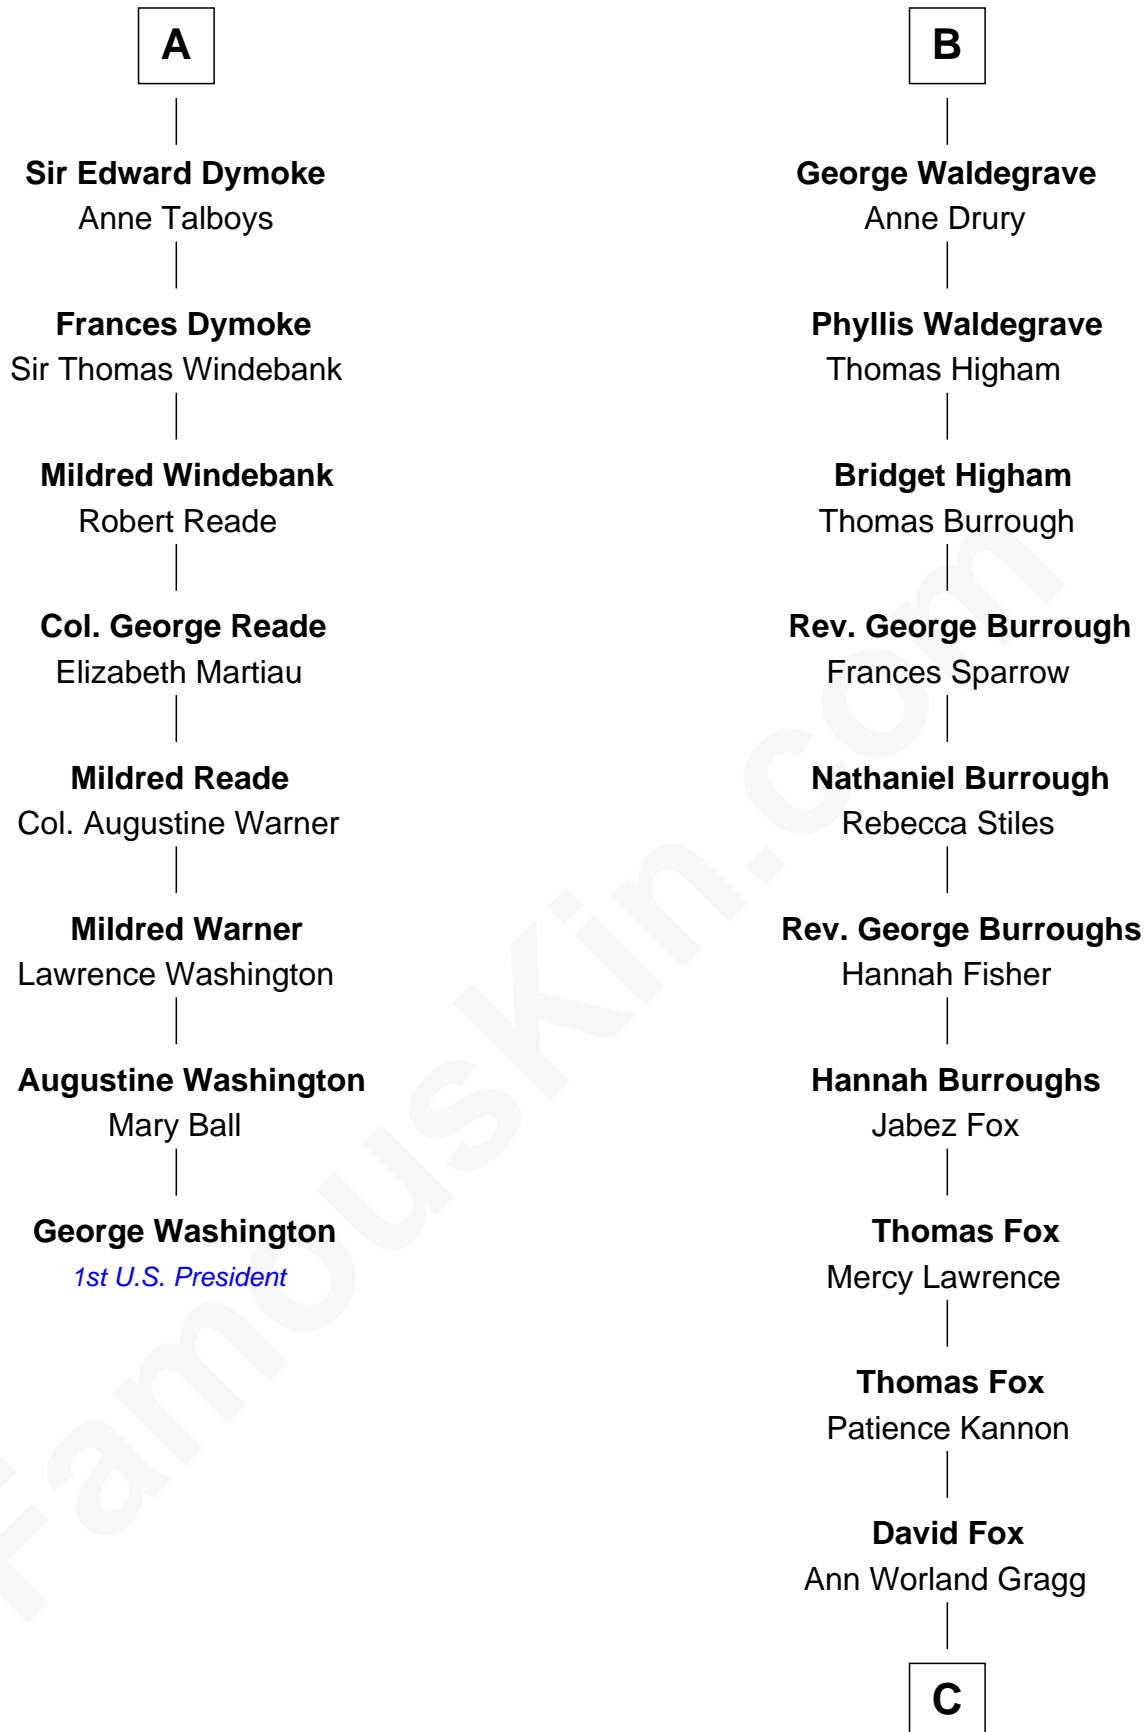 A
Sir Edward Dymoke
Anne Talboys
Frances Dymoke
Sir Thomas Windebank
Mildred Windebank
Robert Reade
Col. George Reade
Elizabeth Martiau
Mildred Reade
Col. Augustine Warner
Mildred Warner
Lawrence Washington
Augustine Washington
Mary Ball
George Washington
1st U.S. President
B
George Waldegrave
Anne Drury
Phyllis Waldegrave
Thomas Higham
Bridget Higham
Thomas Burrough
Rev. George Burrough
Frances Sparrow
Nathaniel Burrough
Rebecca Stiles
Rev. George Burroughs
Hannah Fisher
Hannah Burroughs
Jabez Fox
Thomas Fox
Mercy Lawrence
Thomas Fox
Patience Kannon
David Fox
Ann Worland Gragg
C
FamousKin.com